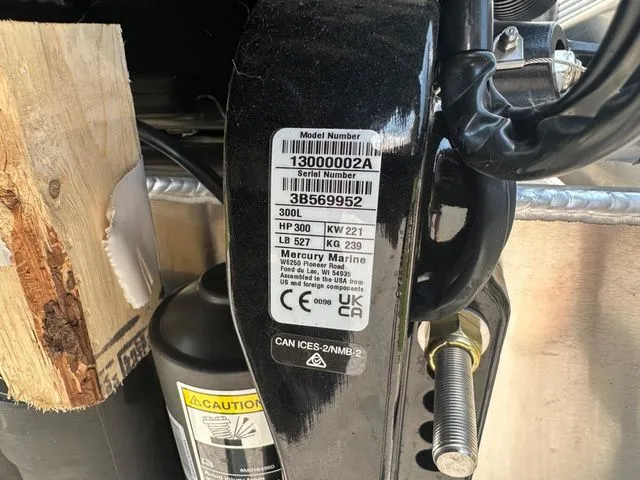 Model Number
13000002A
Serial Number
3B569952
300L
HP 300 KW 221
LB 527 KG 239
Mercury Marine
W6250 Pioneer Road
Fond du Lac, WI 54935
Assembled in the USA from
US and foreign components
CE 0098 UK
CA
CAN ICES-2/NMB-2
CAUTION